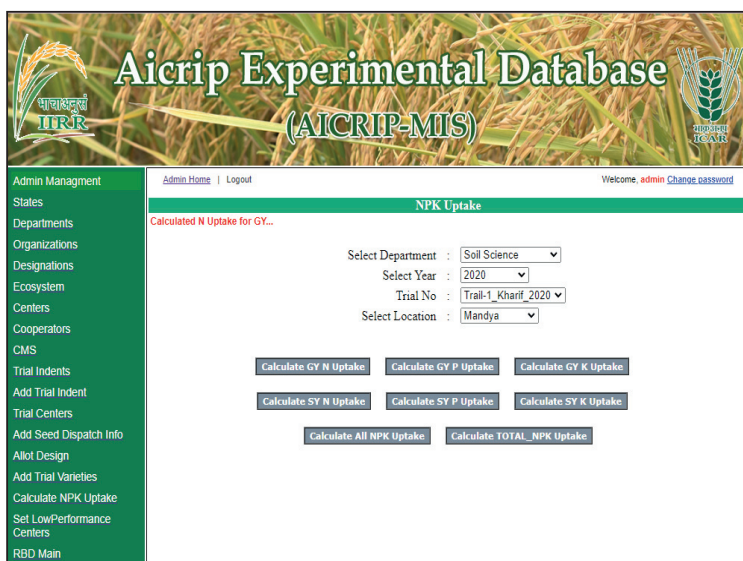 Aicrip Experimental Database
(AICRIP-MIS)
भाचाअनुसं
IIRR
भाकृअनुप
ICAR
Admin Managment
States
Departments
Organizations
Designations
Ecosystem
Centers
Cooperators
CMS
Trial Indents
Add Trial Indent
Trial Centers
Add Seed Dispatch Info
Allot Design
Add Trial Varieties
Calculate NPK Uptake
Set LowPerformance
Centers
RBD Main
Admin Home | Logout
Welcome, admin Change password
NPK Uptake
Calculated N Uptake for GY...
Select Department : Soil Science
Select Year : 2020
Trial No : Trail-1_Kharif_2020
Select Location : Mandya
Calculate GY N Uptake Calculate GY P Uptake Calculate GY K Uptake
Calculate SY N Uptake Calculate SY P Uptake Calculate SY K Uptake
Calculate All NPK Uptake Calculate TOTAL_NPK Uptake